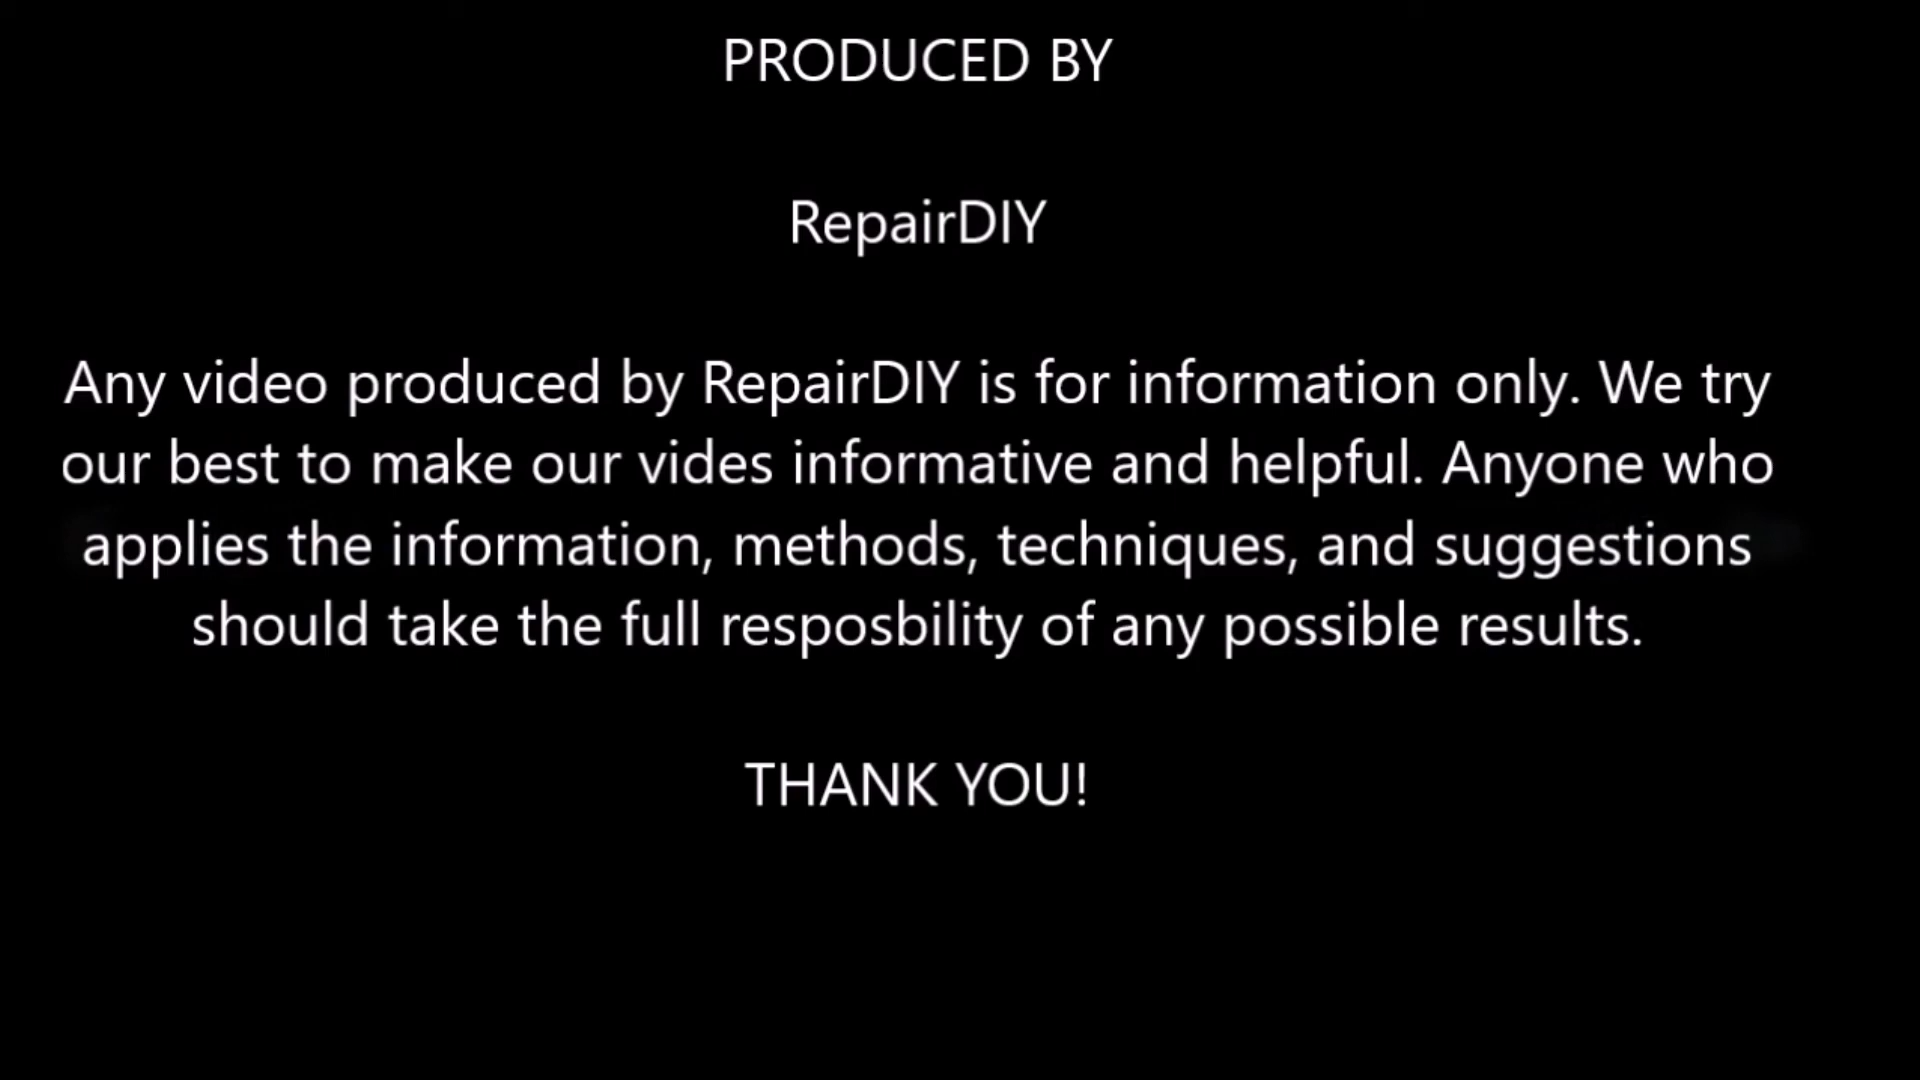 PRODUCED BY
RepairDIY
Any video produced by RepairDIY is for information only. We try
our best to make our vides informative and helpful. Anyone who
applies the information, methods, techniques, and suggestions
should take the full resposbility of any possible results.
THANK YOU!